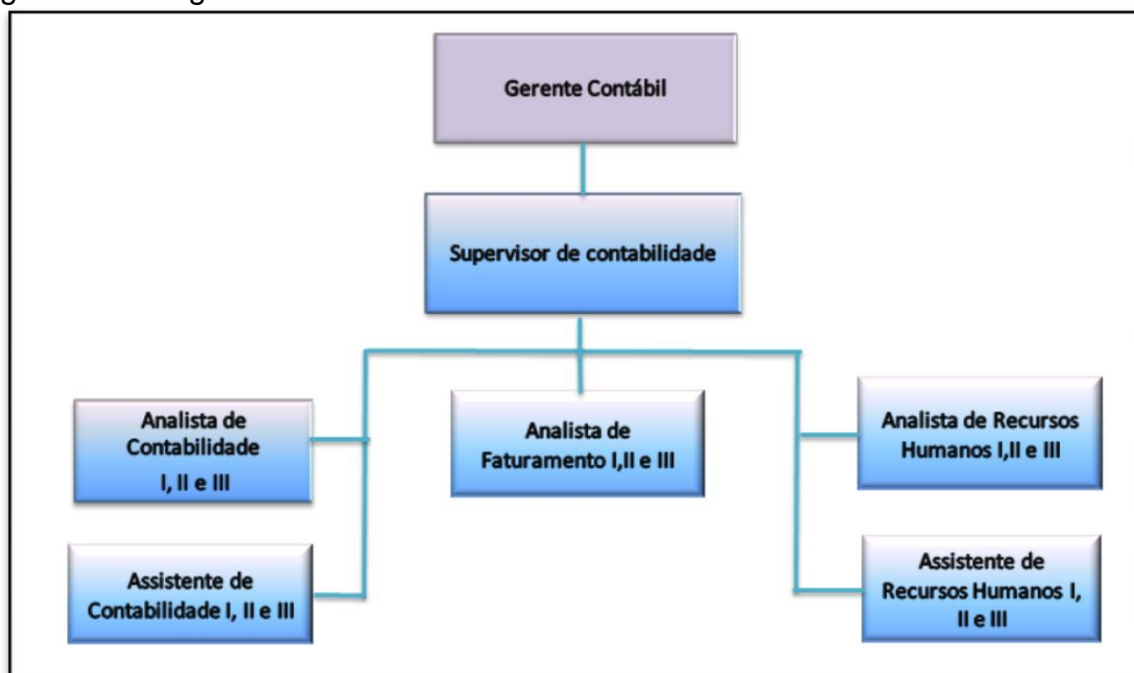 Gerente Contábil
Supervisor de contabilidade
Analista de
Contabilidade
I, II e III
Analista de
Faturamento I,II e III
Analista de Recursos
Humanos I,II e III
Assistente de
Contabilidade I, II e III
Assistente de
Recursos Humanos I,
II e III